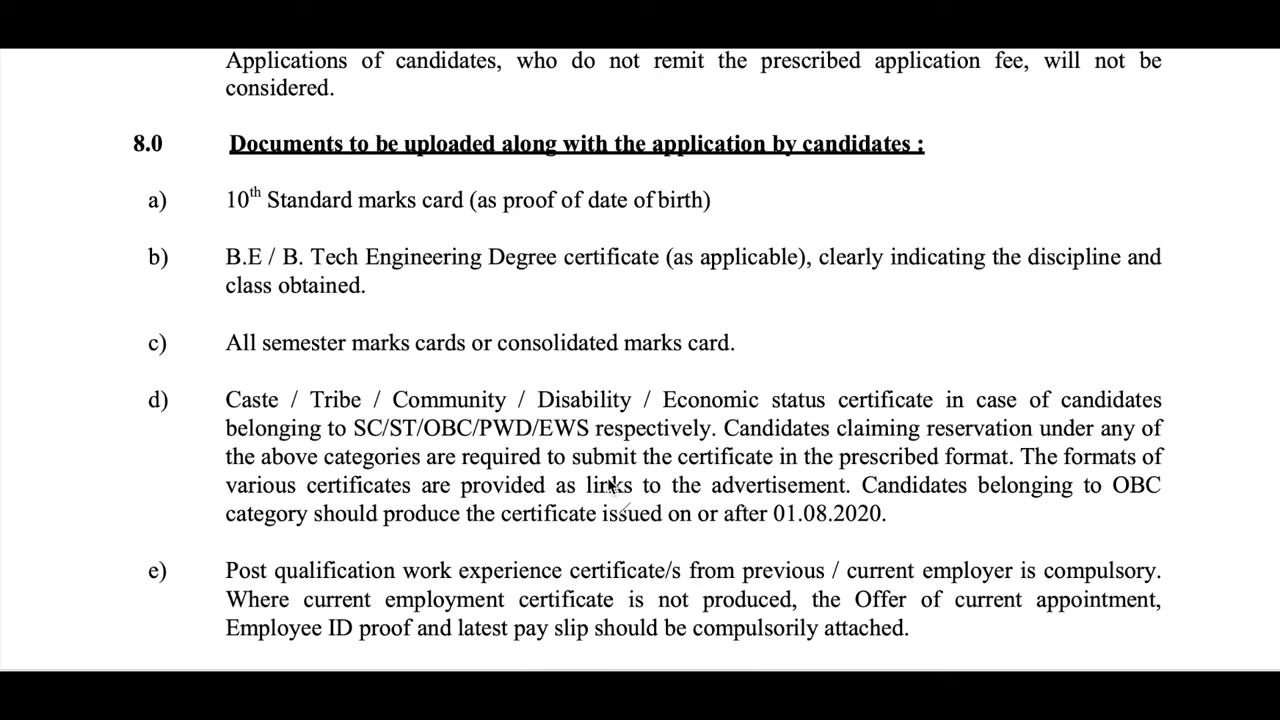 Applications of candidates, who do not remit the prescribed application fee, will not be
considered.
8.0 Documents to be uploaded along with the application by candidates :
a) 10th Standard marks card (as proof of date of birth)
b) B.E / B. Tech Engineering Degree certificate (as applicable), clearly indicating the discipline and
class obtained.
c) All semester marks cards or consolidated marks card.
d) Caste / Tribe / Community / Disability / Economic status certificate in case of candidates
belonging to SC/ST/OBC/PWD/EWS respectively. Candidates claiming reservation under any of
the above categories are required to submit the certificate in the prescribed format. The formats of
various certificates are provided as links to the advertisement. Candidates belonging to OBC
category should produce the certificate issued on or after 01.08.2020.
e) Post qualification work experience certificate/s from previous / current employer is compulsory.
Where current employment certificate is not produced, the Offer of current appointment,
Employee ID proof and latest pay slip should be compulsorily attached.